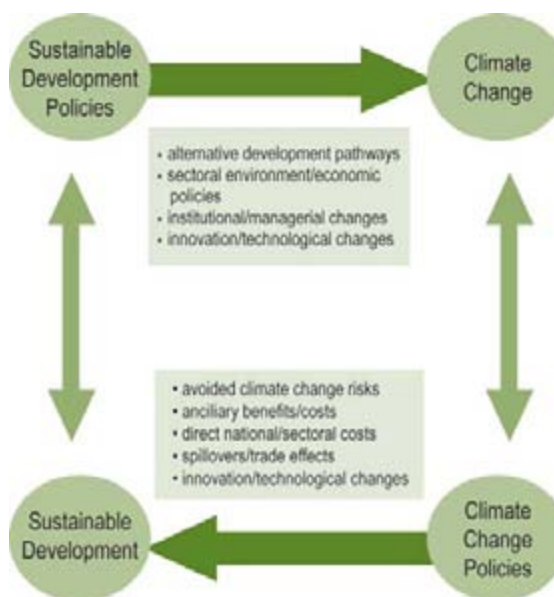 Sustainable
Development
Policies
Climate
Change
• alternative development pathways
• sectoral environment/economic
policies
• institutional/managerial changes
• innovation/technological changes
• avoided climate change risks
• ancillary benefits/costs
• direct national/sectoral costs
• spillovers/trade effects
• innovation/technological changes
Sustainable
Development
Climate
Change
Policies